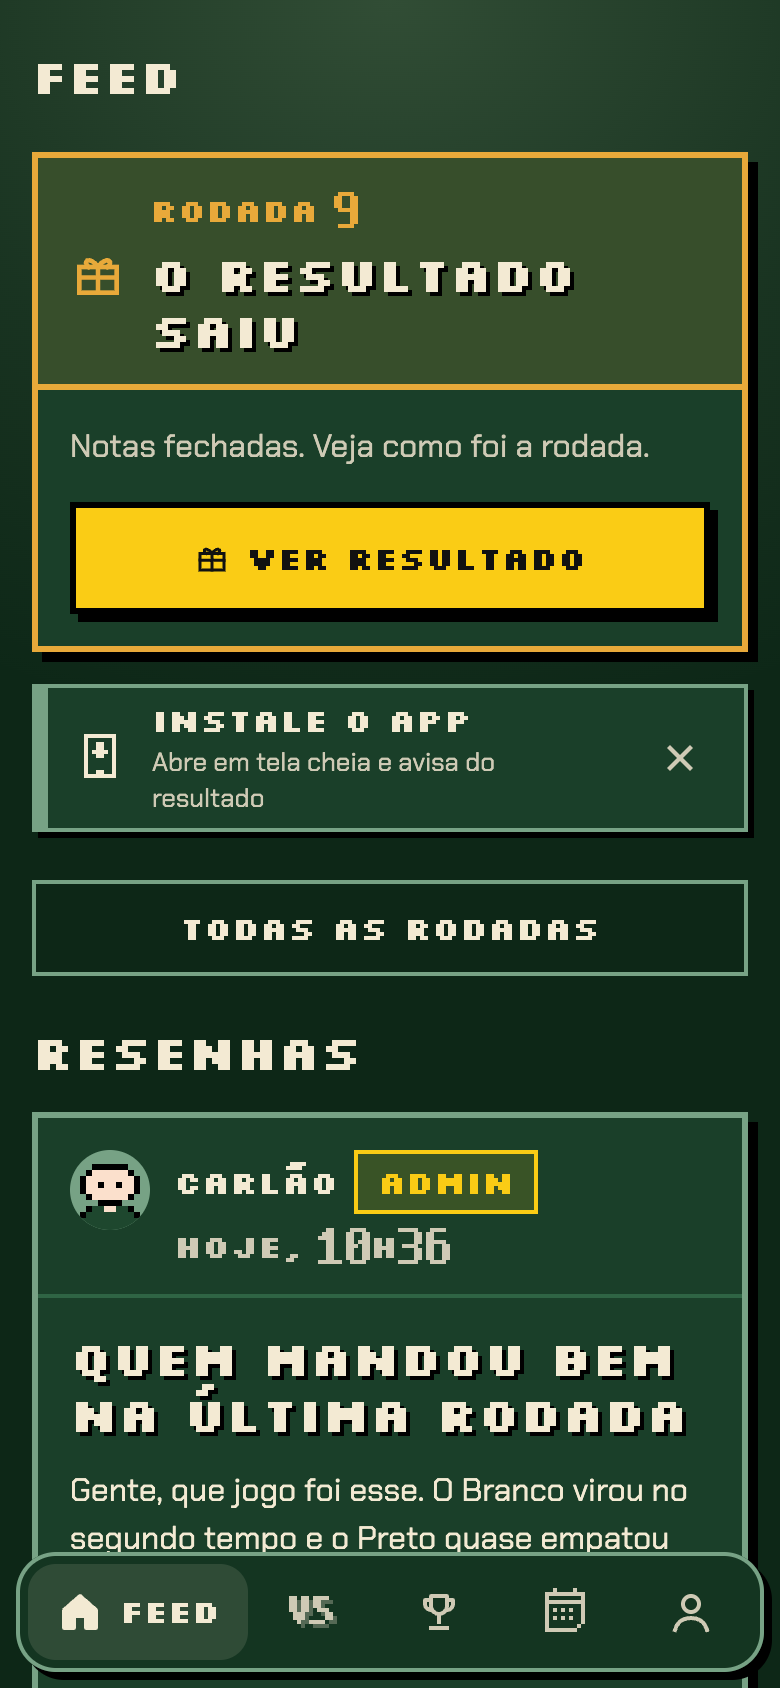 FEED
RODADA 9
O RESULTADO
SAIU
Notas fechadas. Veja como foi a rodada.
VER RESULTADO
INSTALE O APP
Abre em tela cheia e avisa do
resultado
TODAS AS RODADAS
RESENHAS
CARLÃO ADMIN
HOJE, 10H36
QUEM MANDOU BEM
NA ÚLTIMA RODADA
Gente, que jogo foi esse. O Branco virou no
segundo tempo e o Preto quase empatou
FEED VS